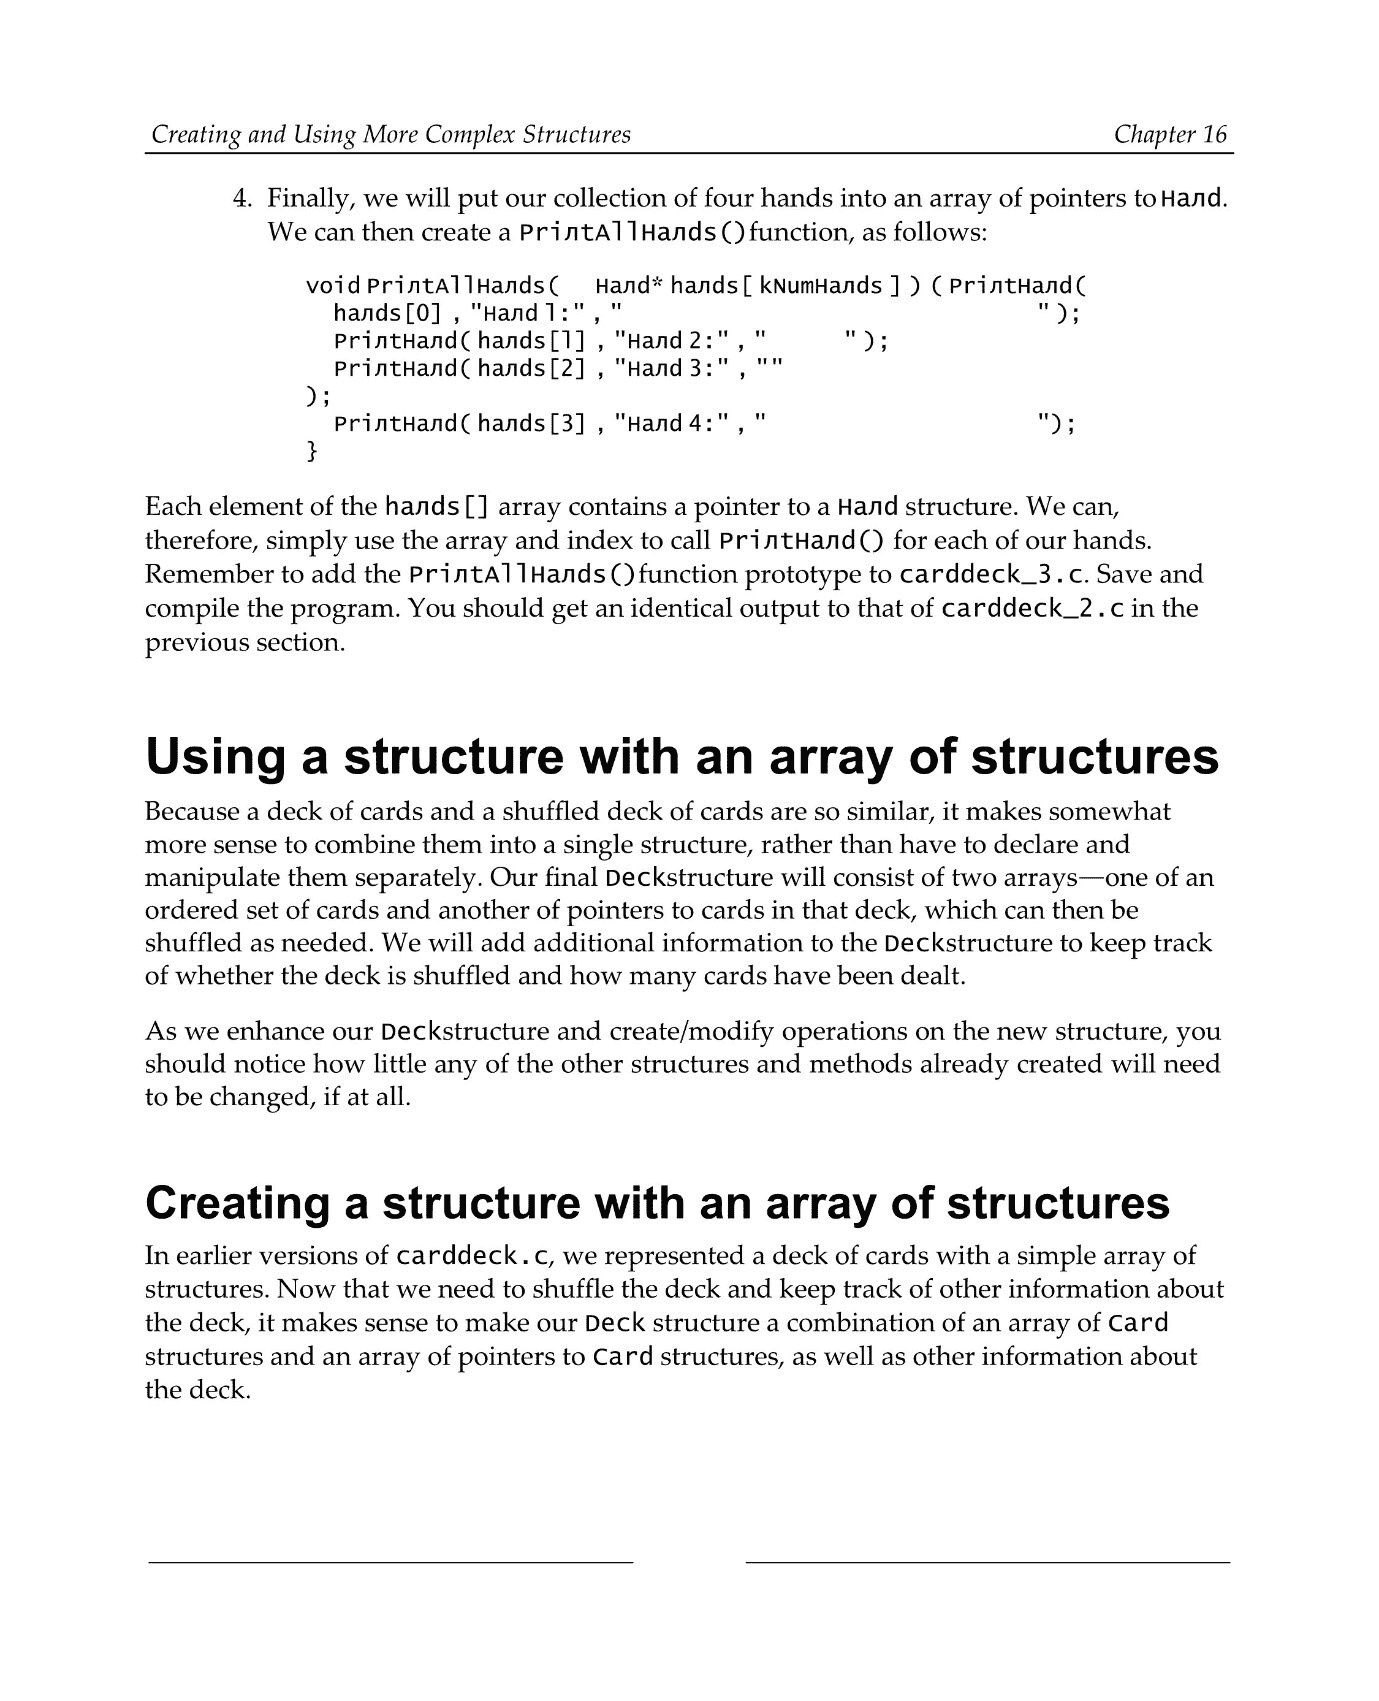 Creating and Using More Complex Structures Chapter 16
4. Finally, we will put our collection of four hands into an array of pointers to Hand.
We can then create a PrintAllHands()function, as follows:
void PrintAllHands( Hand* hands[ kNumHands ] ) ( PrintHand(
hands[0] , "Hand 1:" , " " );
PrintHand( hands[1] , "Hand 2:" , " " );
PrintHand( hands[2] , "Hand 3:" , ""
);
PrintHand( hands[3] , "Hand 4:" , " ");
}
Each element of the hands[] array contains a pointer to a Hand structure. We can,
therefore, simply use the array and index to call PrintHand() for each of our hands.
Remember to add the PrintAllHands()function prototype to carddeck_3.c. Save and
compile the program. You should get an identical output to that of carddeck_2.c in the
previous section.
Using a structure with an array of structures
Because a deck of cards and a shuffled deck of cards are so similar, it makes somewhat
more sense to combine them into a single structure, rather than have to declare and
manipulate them separately. Our final Deckstructure will consist of two arrays—one of an
ordered set of cards and another of pointers to cards in that deck, which can then be
shuffled as needed. We will add additional information to the Deckstructure to keep track
of whether the deck is shuffled and how many cards have been dealt.
As we enhance our Deckstructure and create/modify operations on the new structure, you
should notice how little any of the other structures and methods already created will need
to be changed, if at all.
Creating a structure with an array of structures
In earlier versions of carddeck.c, we represented a deck of cards with a simple array of
structures. Now that we need to shuffle the deck and keep track of other information about
the deck, it makes sense to make our Deck structure a combination of an array of Card
structures and an array of pointers to Card structures, as well as other information about
the deck.